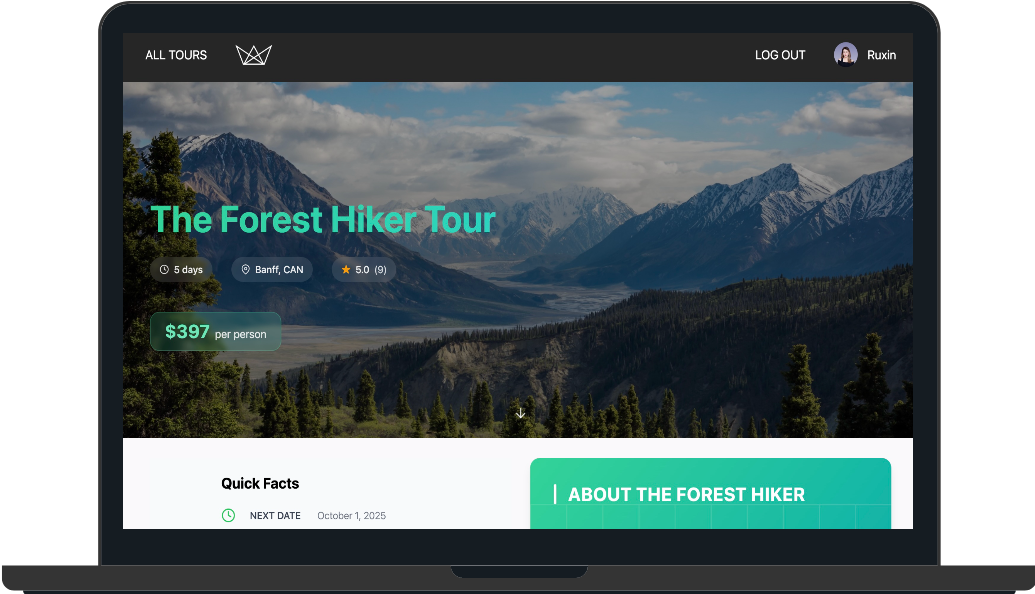 ALL TOURS
LOG OUT
Ruxin
The Forest Hiker Tour
5 days
Banff, CAN
5.0 (9)
$397 per person
Quick Facts
ABOUT THE FOREST HIKER
NEXT DATE October 1, 2025